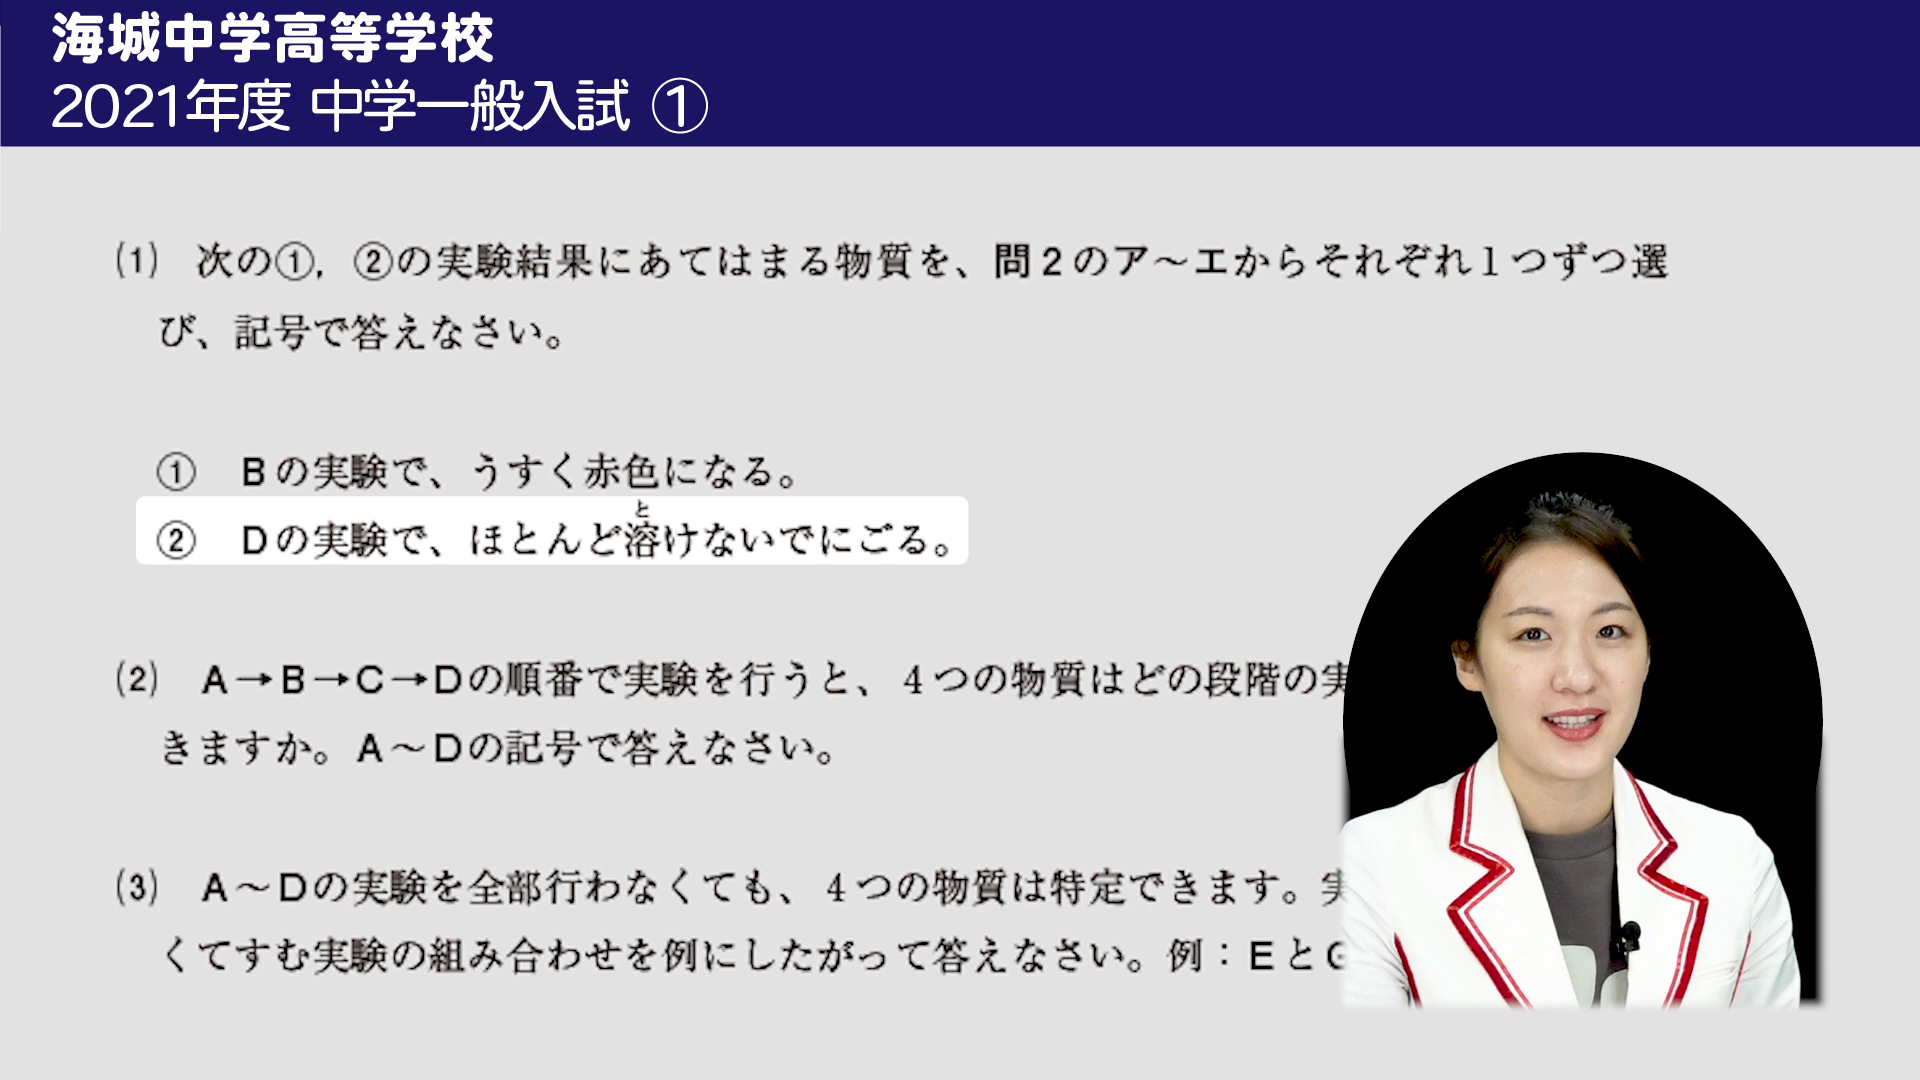 海城中学高等学校
2021年度 中学一般入試 ①
(1) 次の①，②の実験結果にあてはまる物質を、問2のア～エからそれぞれ1つずつ選
び、記号で答えなさい。
① Bの実験で、うすく赤色になる。
と
② Dの実験で、ほとんど溶けないでにごる。
(2) A→B→C→Dの順番で実験を行うと、4つの物質はどの段階の実
きますか。A～Dの記号で答えなさい。
(3) A～Dの実験を全部行わなくても、4つの物質は特定できます。実
くてすむ実験の組み合わせを例にしたがって答えなさい。例：EとG